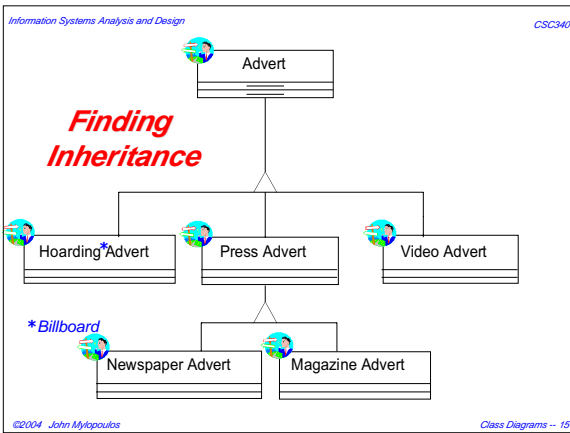 Information Systems Analysis and Design
CSC340
Advert
Finding
Inheritance
Hoarding*Advert
Press Advert
Video Advert
*Billboard
Newspaper Advert
Magazine Advert
©2004 John Mylopoulos
Class Diagrams -- 15